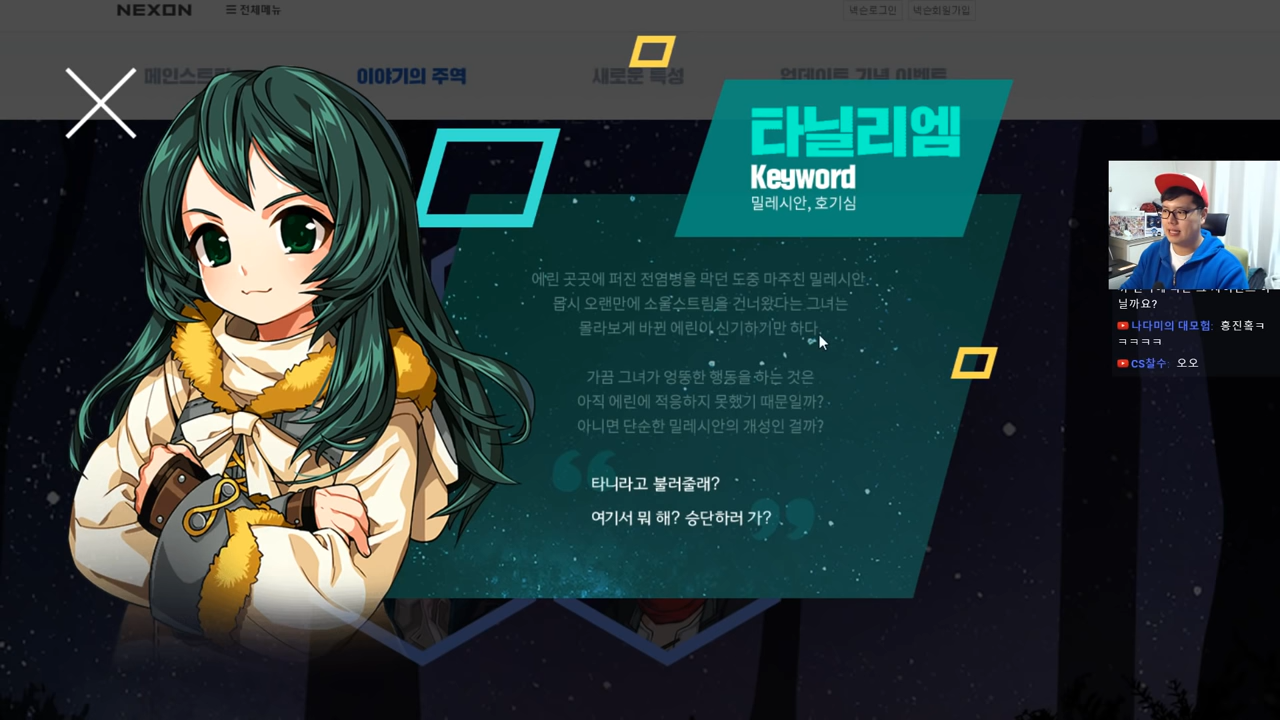 NEXON
☰ 전체메뉴
넥슨로그인
넥슨회원가입
메인스트림
이야기의 주역
새로운 특성
업데이트 기념 이벤트
타닐리엠
Keyword
밀레시안, 호기심
에린 곳곳에 퍼진 전염병을 막던 도중 마주친 밀레시안.
몹시 오랜만에 소울스트림을 건너왔다는 그녀는
몰라보게 바뀐 에린이 신기하기만 하다.
가끔 그녀가 엉뚱한 행동을 하는 것은
아직 에린에 적응하지 못했기 때문일까?
아니면 단순한 밀레시안의 개성인 걸까?
“타니라고 불러줄래?
여기서 뭐 해? 승단하러 가?”
닐까요?
나다미의 대모험: 홍진혹ㅋ
ㅋㅋㅋㅋ
CS찰수: 오오